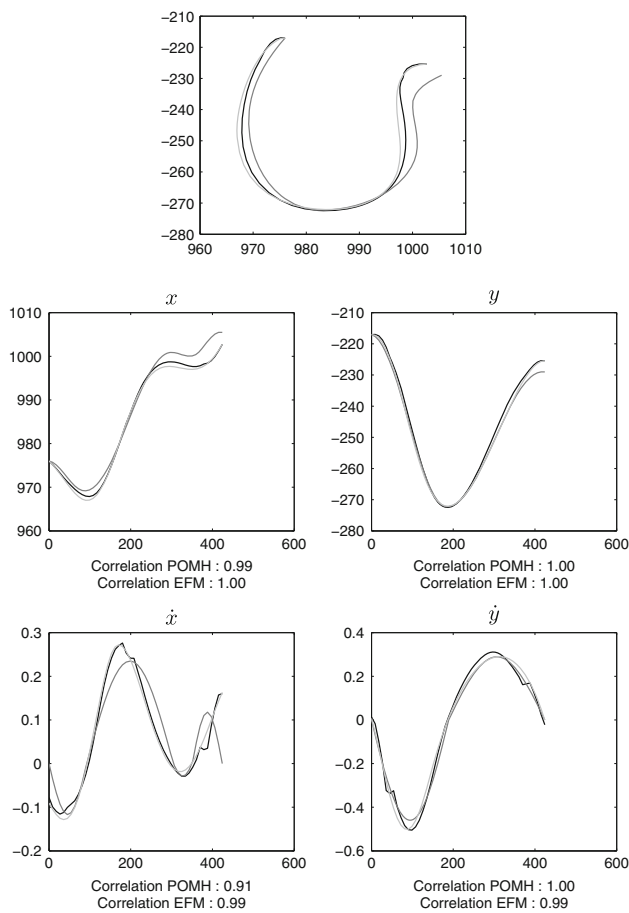 −210
−220
−230
−240
−250
−260
−270
−280
960 970 980 990 1000 1010
x y
1010
1000
990
980
970
960
0 200 400 600
Correlation POMH : 0.99
Correlation EFM : 1.00
−210
−220
−230
−240
−250
−260
−270
−280
0 200 400 600
Correlation POMH : 1.00
Correlation EFM : 1.00
ẋ ẏ
0.3
0.2
0.1
0
−0.1
−0.2
0 200 400 600
Correlation POMH : 0.91
Correlation EFM : 0.99
0.4
0.2
0
−0.2
−0.4
−0.6
0 200 400 600
Correlation POMH : 1.00
Correlation EFM : 0.99